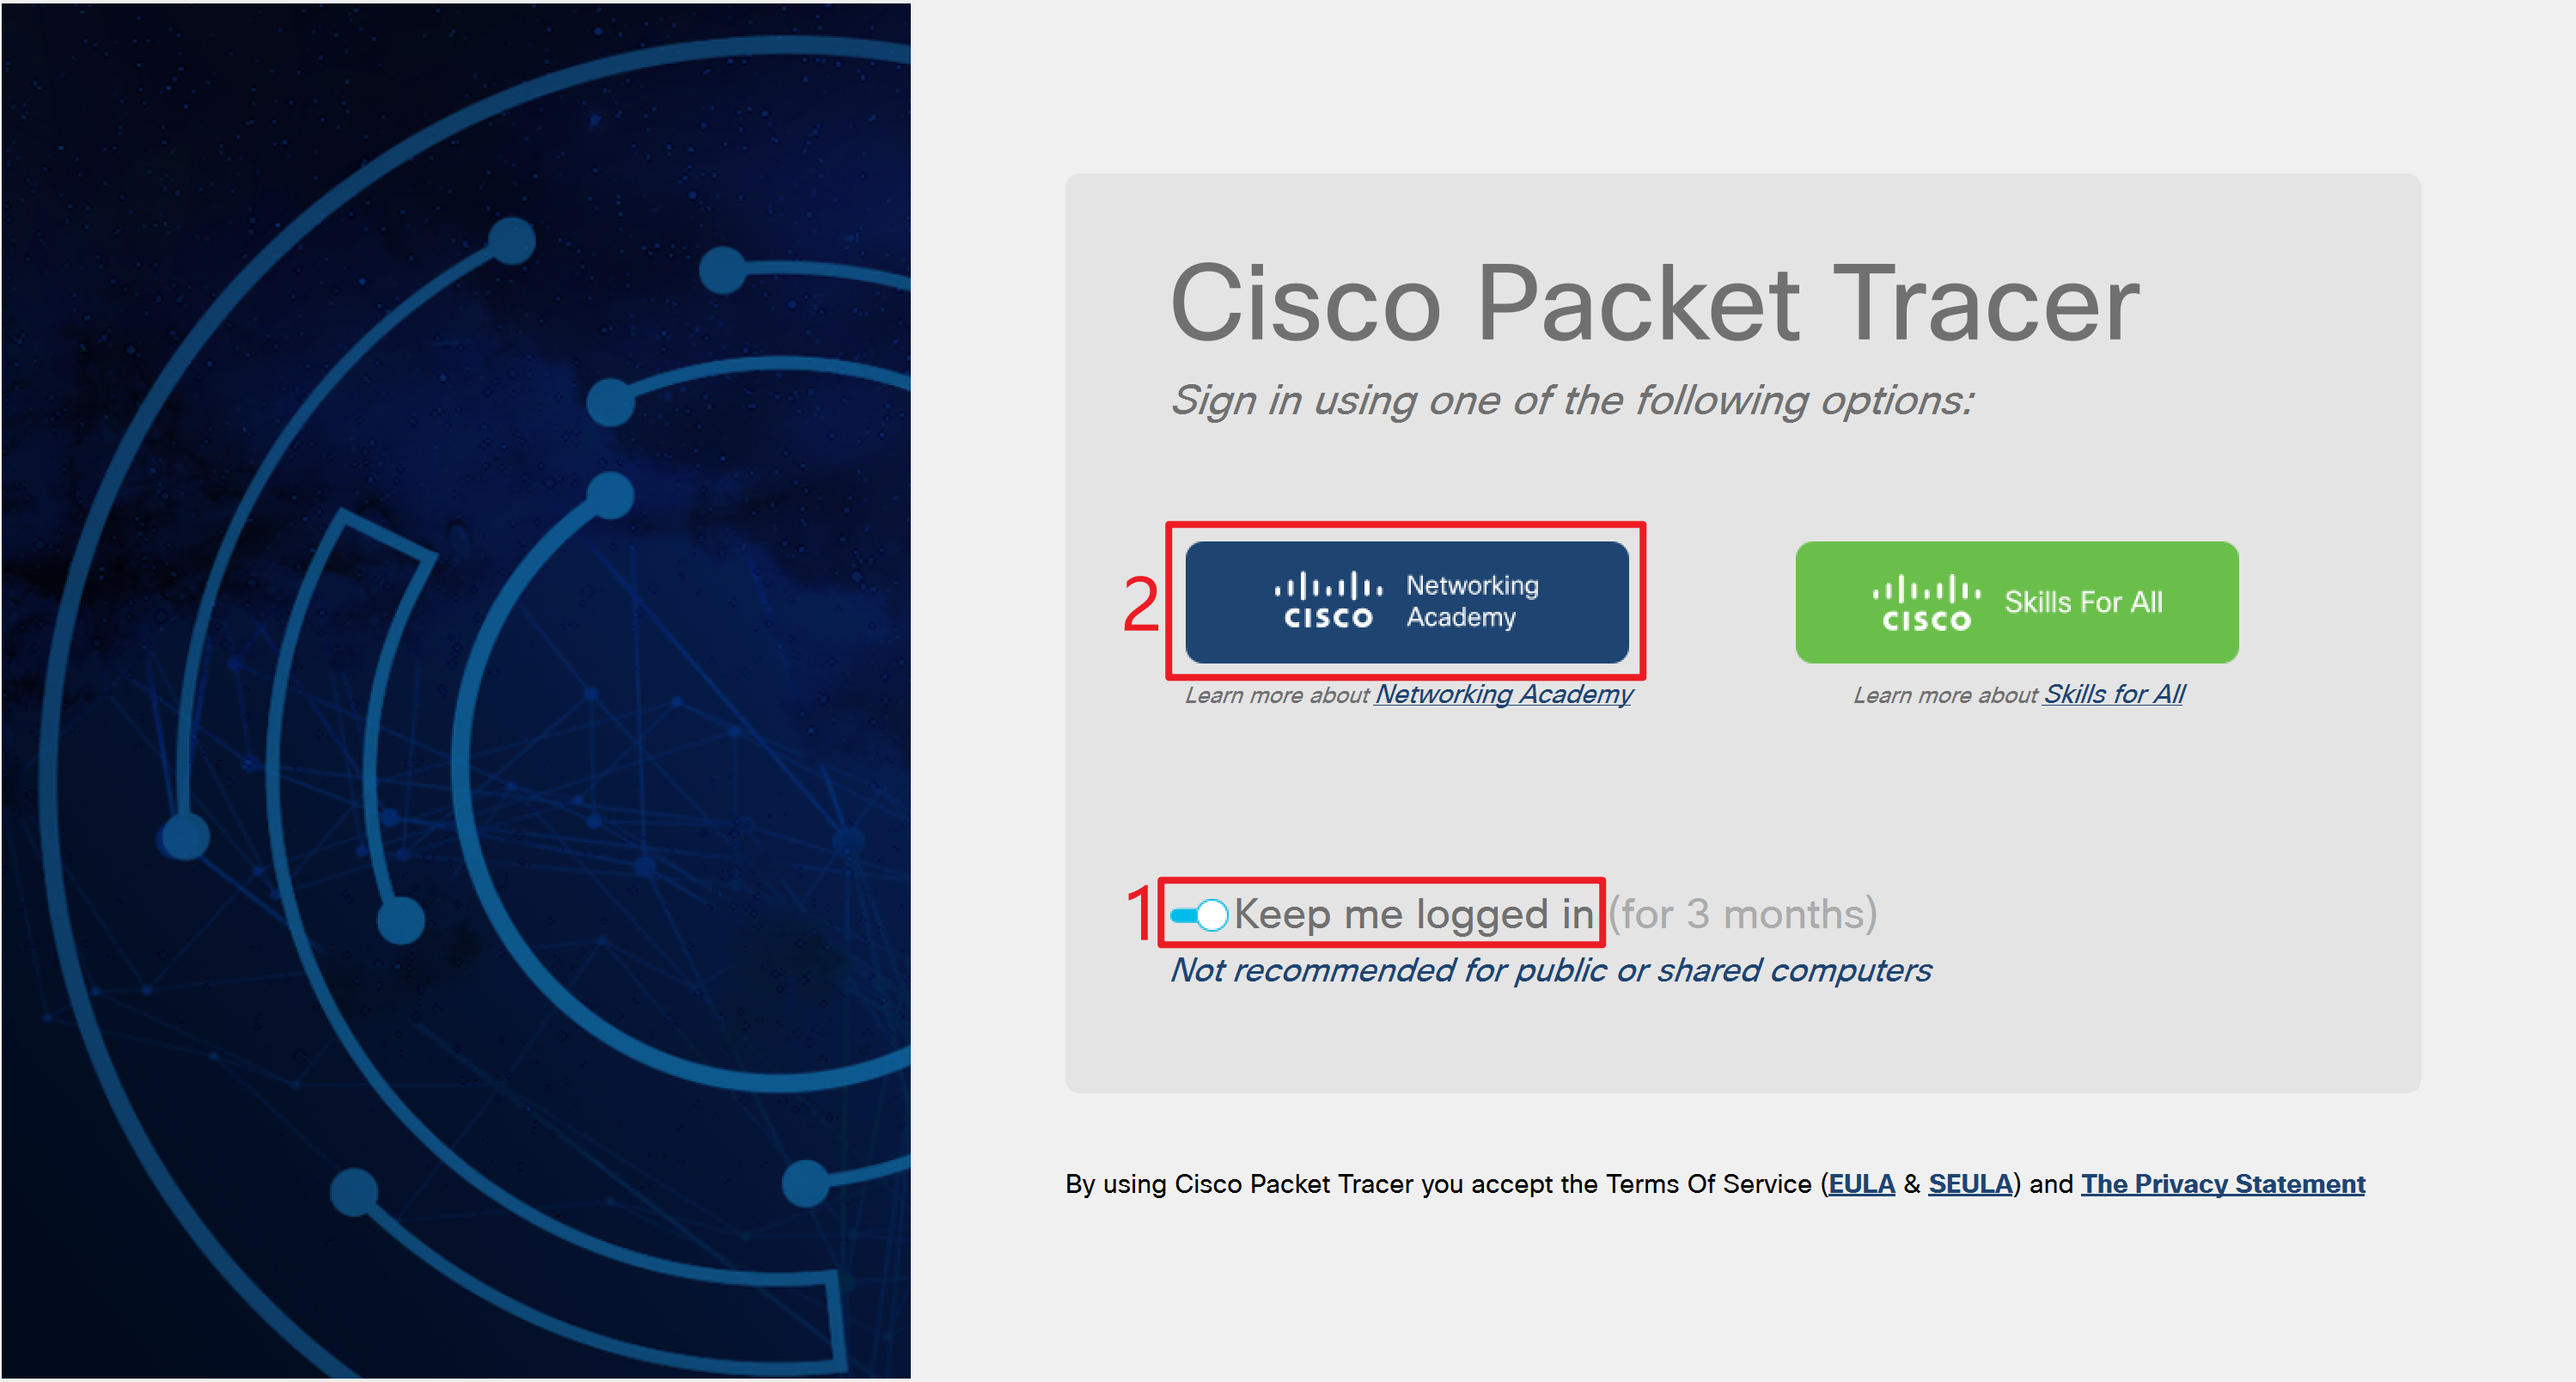 Cisco Packet Tracer
Sign in using one of the following options:
2
CISCO
Networking
Academy
CISCO
Skills For All
Learn more about Networking Academy
Learn more about Skills for All
1
Keep me logged in (for 3 months)
Not recommended for public or shared computers
By using Cisco Packet Tracer you accept the Terms Of Service (EULA & SEULA) and The Privacy Statement